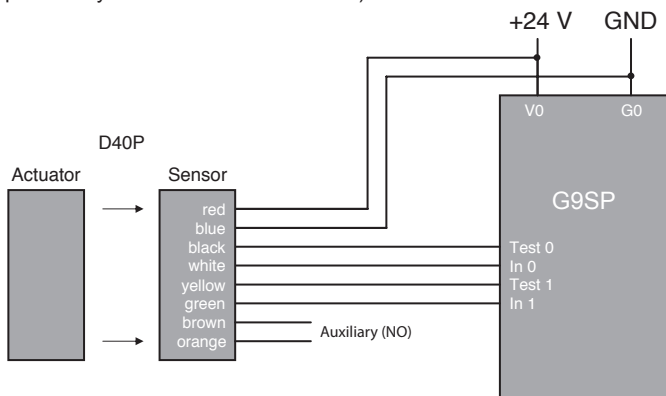 +24 V GND
V0 G0
D40P
Actuator Sensor
G9SP
red
blue
black
white
yellow
green
brown
orange
Test 0
In 0
Test 1
In 1
Auxiliary (NO)